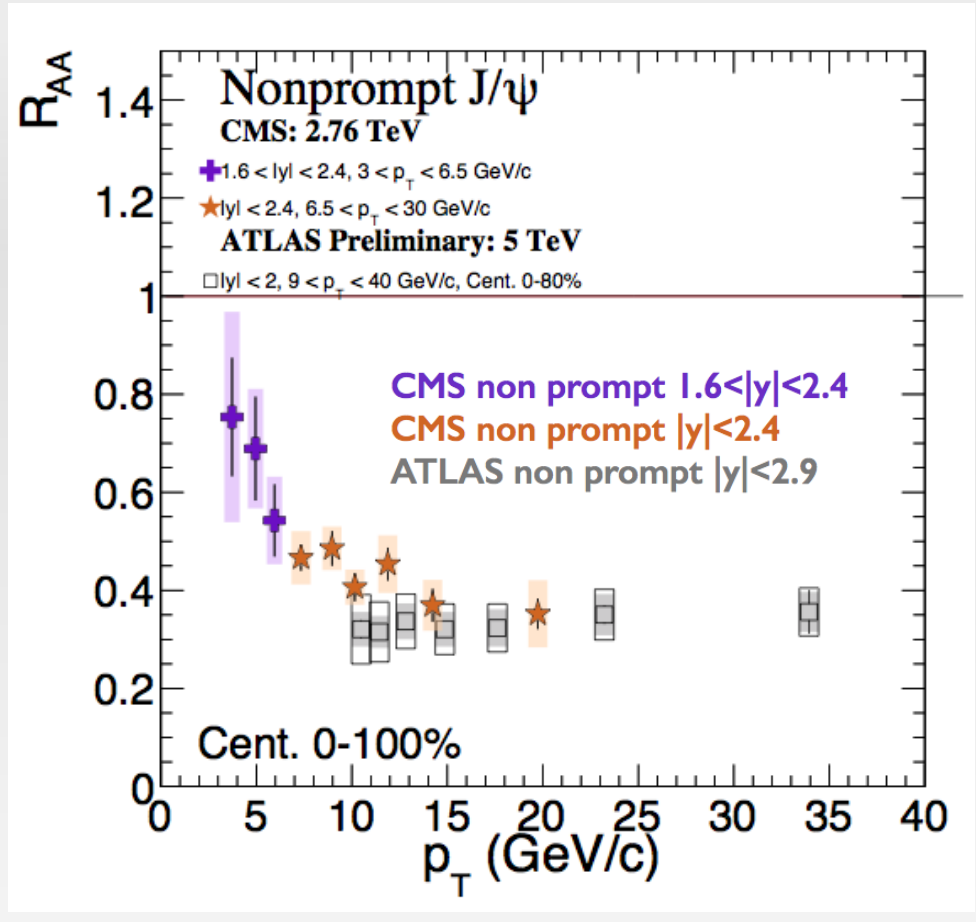 R_AA
1.4
1.2
1
0.8
0.6
0.4
0.2
0
Nonprompt J/ψ
CMS: 2.76 TeV
1.6 < |y| < 2.4, 3 < p_T < 6.5 GeV/c
|y| < 2.4, 6.5 < p_T < 30 GeV/c
ATLAS Preliminary: 5 TeV
|y| < 2, 9 < p_T < 40 GeV/c, Cent. 0-80%
CMS non prompt 1.6<|y|<2.4
CMS non prompt |y|<2.4
ATLAS non prompt |y|<2.9
Cent. 0-100%
0 5 10 15 20 25 30 35 40
p_T (GeV/c)